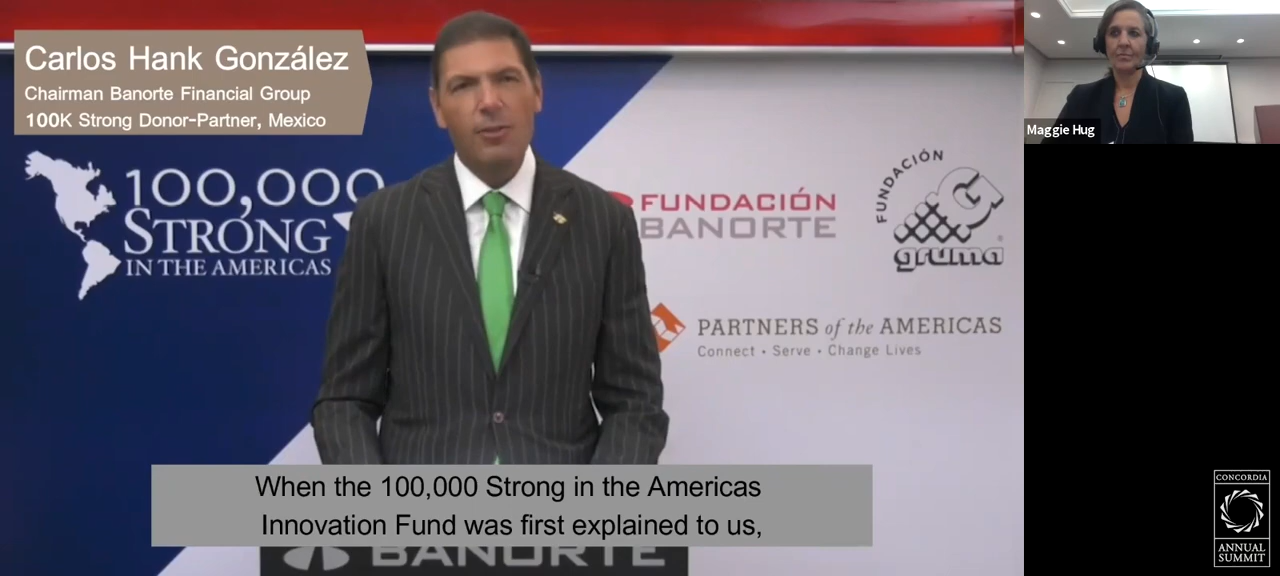 Carlos Hank González
Chairman Banorte Financial Group
100K Strong Donor-Partner, Mexico
100,000
STRONG
IN THE AMERICAS
FUNDACIÓN
BANORTE
FUNDACIÓN
gruma
PARTNERS of the AMERICAS
Connect • Serve • Change Lives
When the 100,000 Strong in the Americas
Innovation Fund was first explained to us,
BANORTE
Maggie Hug
CONCORDIA
ANNUAL
SUMMIT